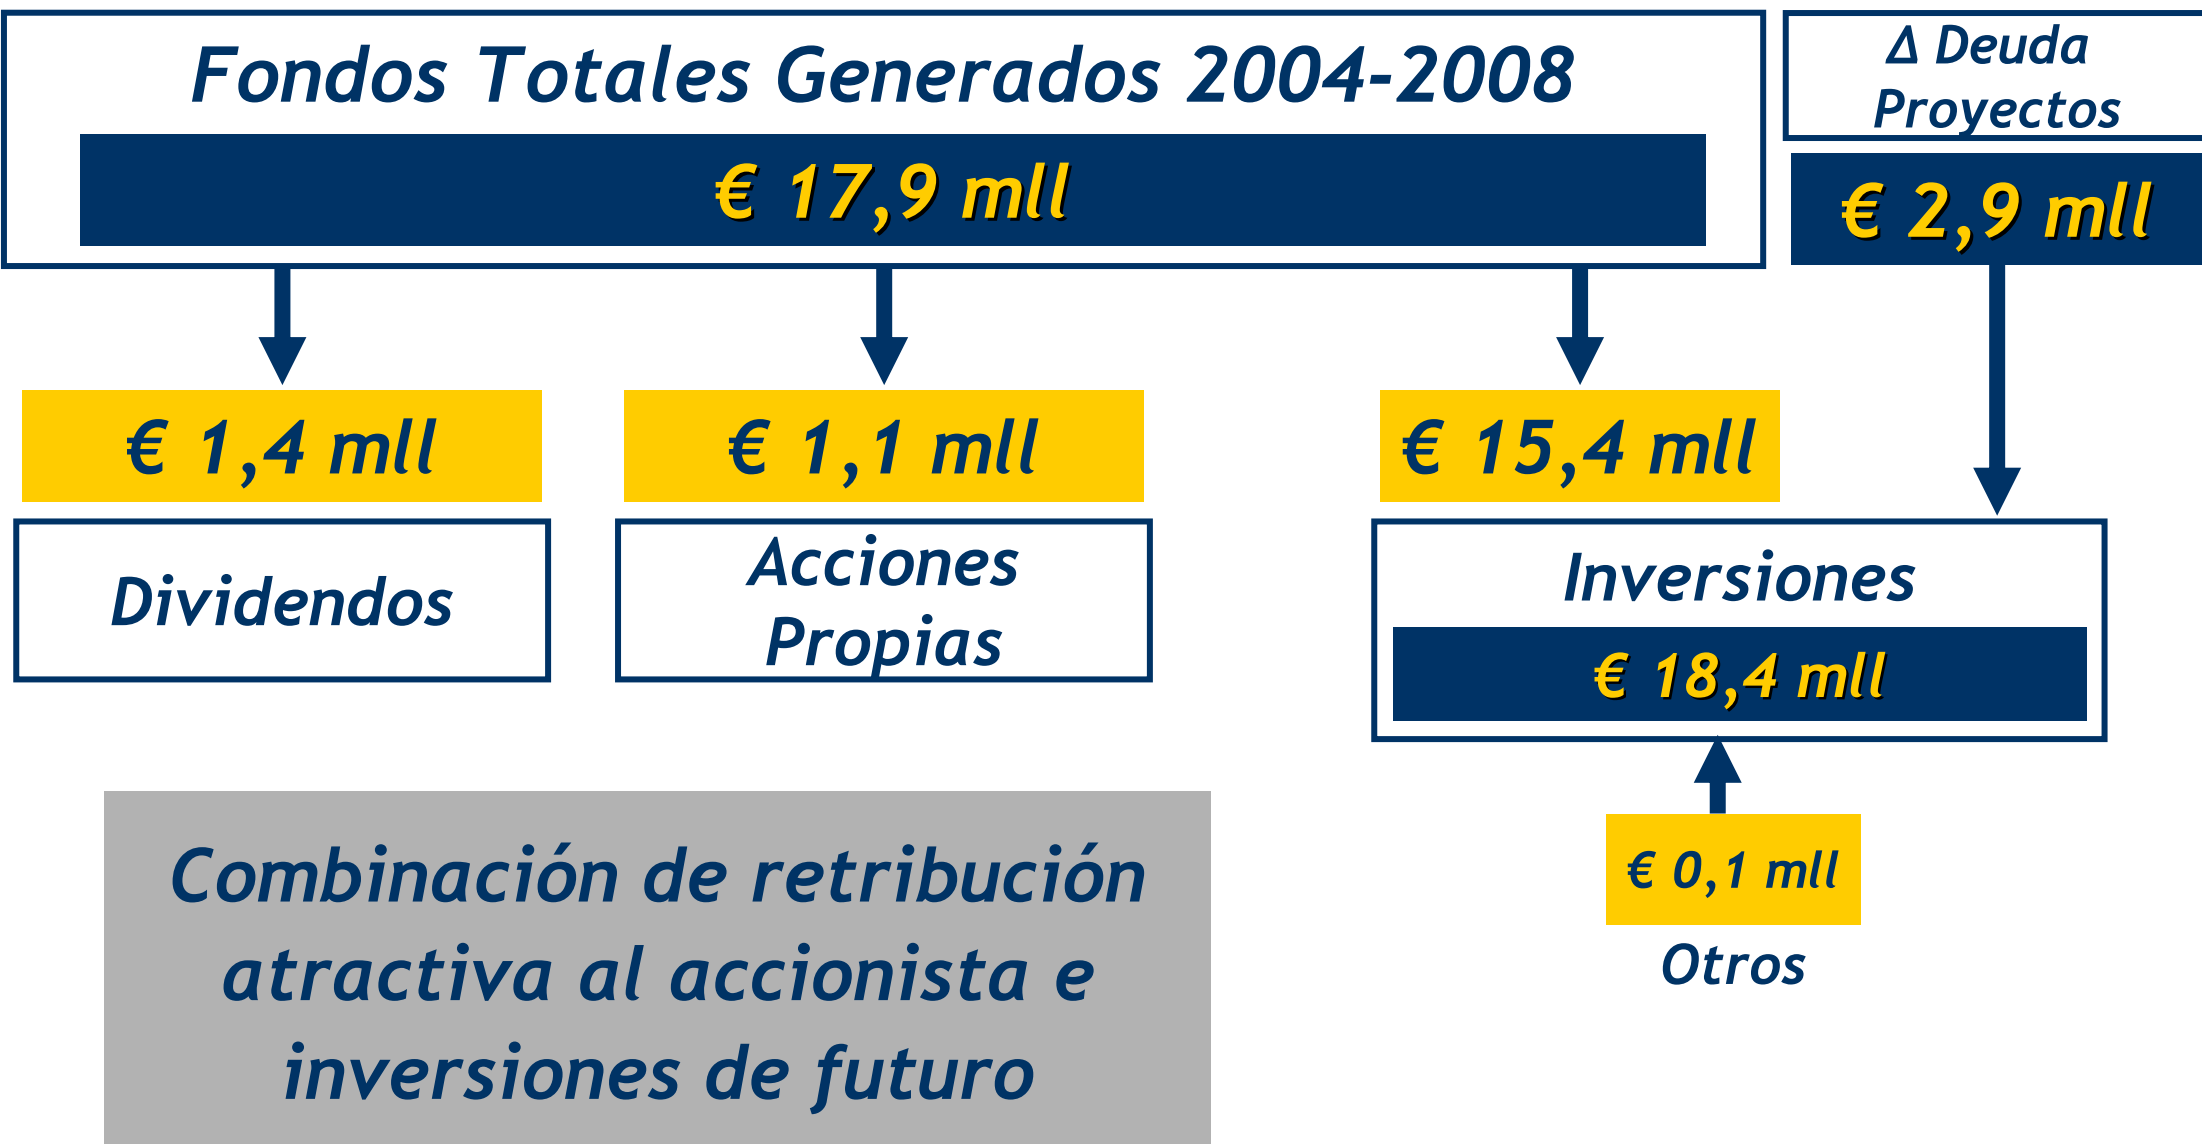 Fondos Totales Generados 2004-2008
€ 17,9 mll
Δ Deuda
Proyectos
€ 2,9 mll
€ 1,4 mll
€ 1,1 mll
€ 15,4 mll
Dividendos
Acciones
Propias
Inversiones
€ 18,4 mll
€ 0,1 mll
Otros
Combinación de retribución
atractiva al accionista e
inversiones de futuro